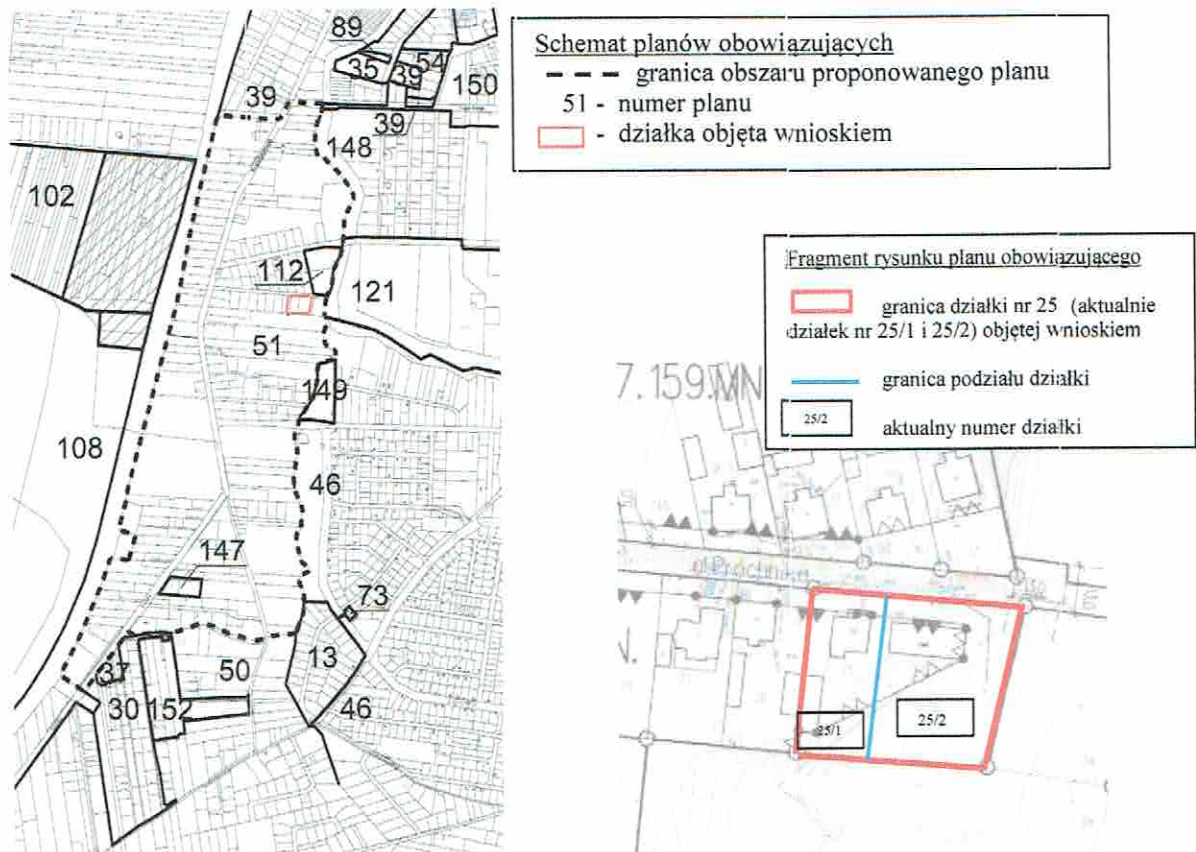 89
35
39
54
150
39
39
148
102
112
121
51
149
108
46
147
73
13
37
50
30
152
46
Schemat planów obowiązujących
granica obszaru proponowanego planu
51 - numer planu
- działka objęta wnioskiem
Fragment rysunku planu obowiązującego
granica działki nr 25 (aktualnie
działek nr 25/1 i 25/2) objętej wnioskiem
granica podziału działki
25/2 aktualny numer działki
7.159.MN
25/1
25/2